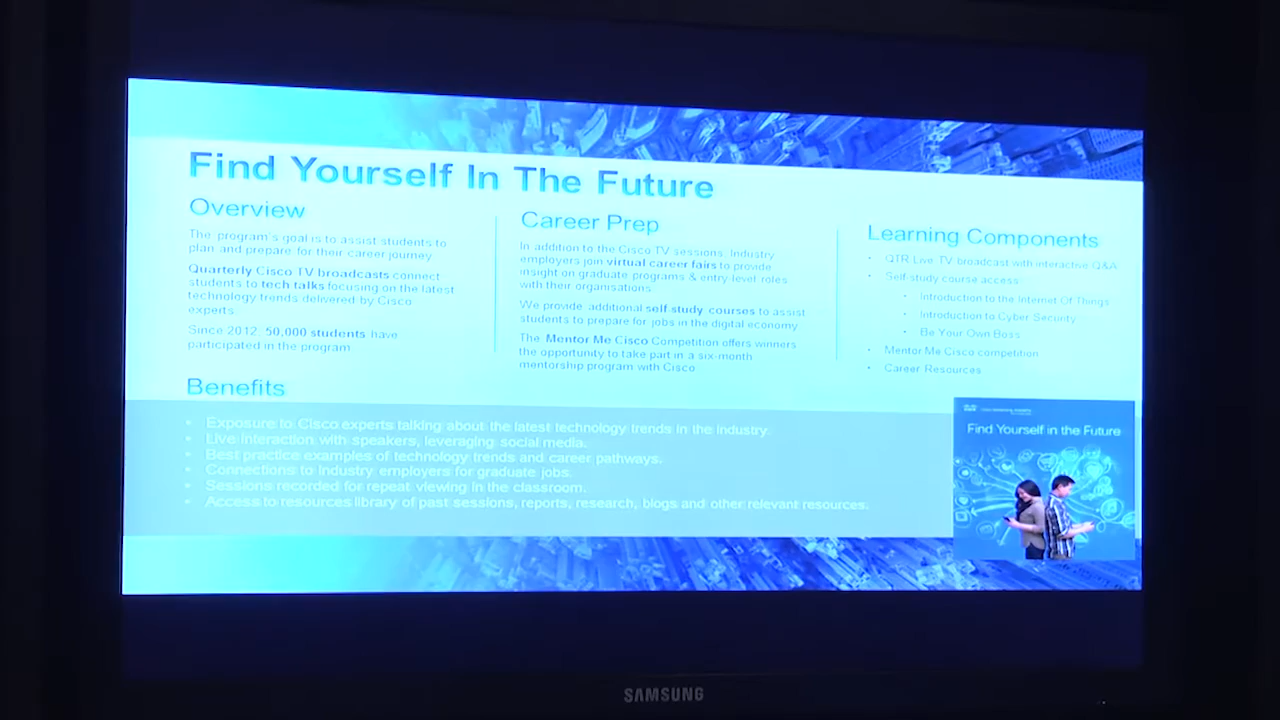 Find Yourself In The Future
Overview
The program's goal is to assist students to
plan and prepare for their career journey
Quarterly Cisco TV broadcasts connect
students to tech talks focusing on the latest
technology trends delivered by Cisco
experts.
Since 2012, 50,000 students have
participated in the program
Career Prep
In addition to the Cisco TV sessions, Industry
employers join virtual career fairs to provide
insight on graduate programs & entry-level roles
with their organisations
We provide additional self-study courses to assist
students to prepare for jobs in the digital economy
The Mentor Me Cisco Competition offers winners
the opportunity to take part in a six-month
mentorship program with Cisco
Learning Components
• QTR Live TV broadcast with interactive Q&A
• Self-study course access:
• Introduction to the Internet Of Things
• Introduction to Cyber Security
• Be Your Own Boss
• Mentor Me Cisco competition
• Career Resources
Benefits
• Exposure to Cisco experts talking about the latest technology trends in the industry.
• Live interaction with speakers, leveraging social media.
• Best practice examples of technology trends and career pathways.
• Connections to industry employers for graduate jobs.
• Sessions recorded for repeat viewing in the classroom.
• Access to resources library of past sessions, reports, research, blogs and other relevant resources.
Find Yourself in the Future
SAMSUNG